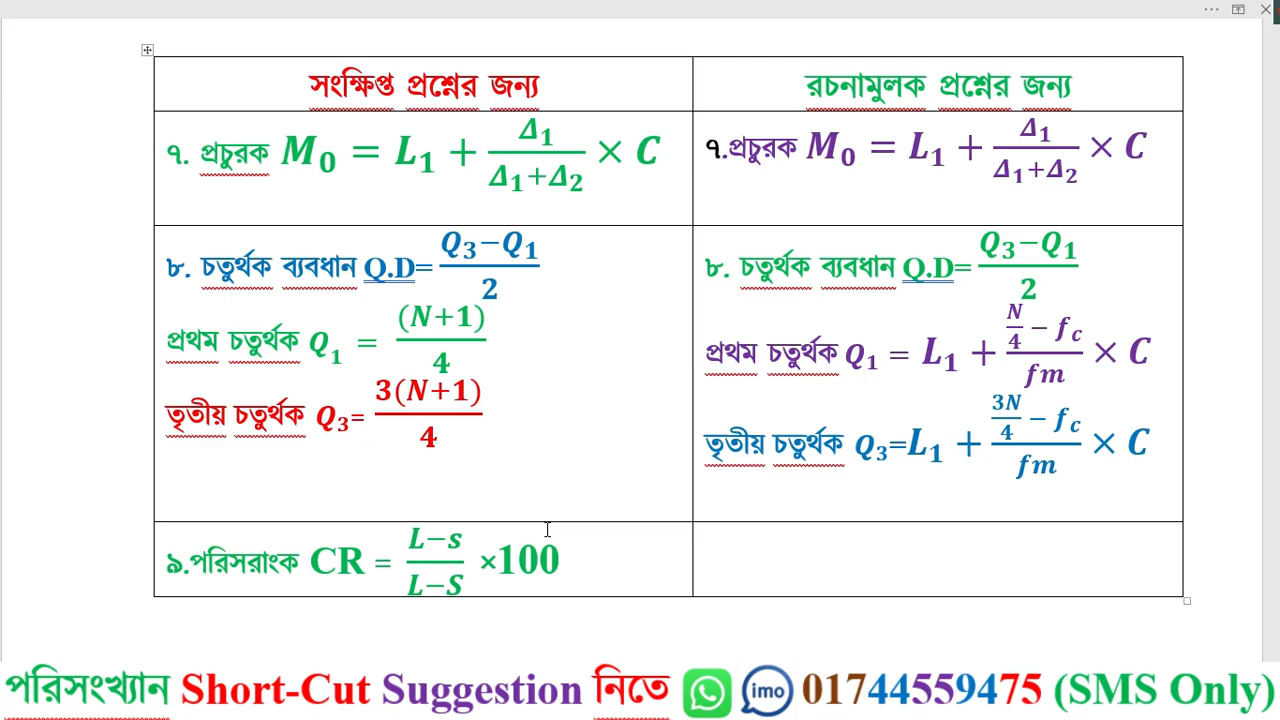 সংক্ষিপ্ত প্রশ্নের জন্য
রচনামুলক প্রশ্নের জন্য
৭. প্রচুরক M₀ = L₁ + Δ₁/(Δ₁+Δ₂) × C
৭.প্রচুরক M₀ = L₁ + Δ₁/(Δ₁+Δ₂) × C
৮. চতুর্থক ব্যবধান Q.D= (Q₃−Q₁)/2
প্রথম চতুর্থক Q₁ = (N+1)/4
তৃতীয় চতুর্থক Q₃= 3(N+1)/4
৮. চতুর্থক ব্যবধান Q.D= (Q₃−Q₁)/2
প্রথম চতুর্থক Q₁ = L₁ + (N/4 − f_c)/fm × C
তৃতীয় চতুর্থক Q₃=L₁ + (3N/4 − f_c)/fm × C
৯.পরিসরাংক CR = (L−s)/(L−S) ×100
পরিসংখ্যান Short-Cut Suggestion নিতে imo 01744559475 (SMS Only)